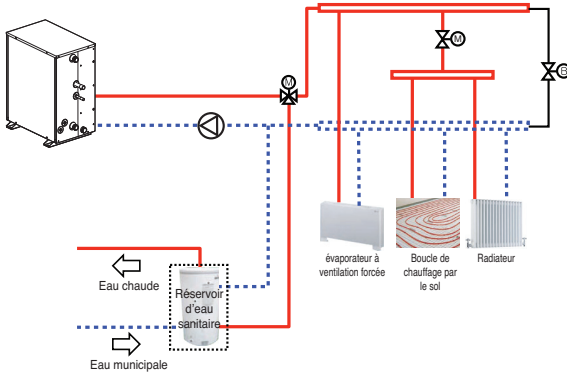 M
M
B
évaporateur à
ventilation forcée
Boucle de
chauffage par
le sol
Radiateur
Eau chaude
Réservoir
d'eau
sanitaire
Eau municipale